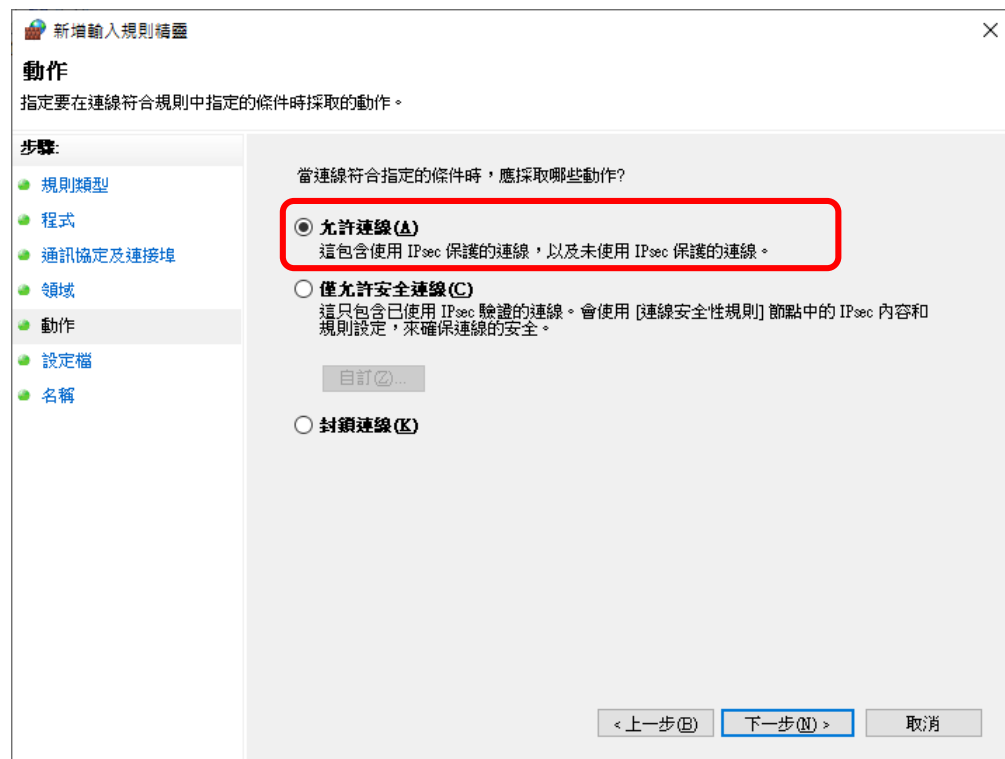 新增輸入規則精靈
動作
指定要在連線符合規則中指定的條件時採取的動作。
步驟:
規則類型
程式
通訊協定及連接埠
領域
動作
設定檔
名稱
當連線符合指定的條件時，應採取哪些動作?
允許連線(A)
這包含使用 IPsec 保護的連線，以及未使用 IPsec 保護的連線。
僅允許安全連線(C)
這只包含已使用 IPsec 驗證的連線。會使用 [連線安全性規則] 節點中的 IPsec 內容和
規則設定，來確保連線的安全。
自訂(Z)...
封鎖連線(K)
<上一步(B)
下一步(N) >
取消